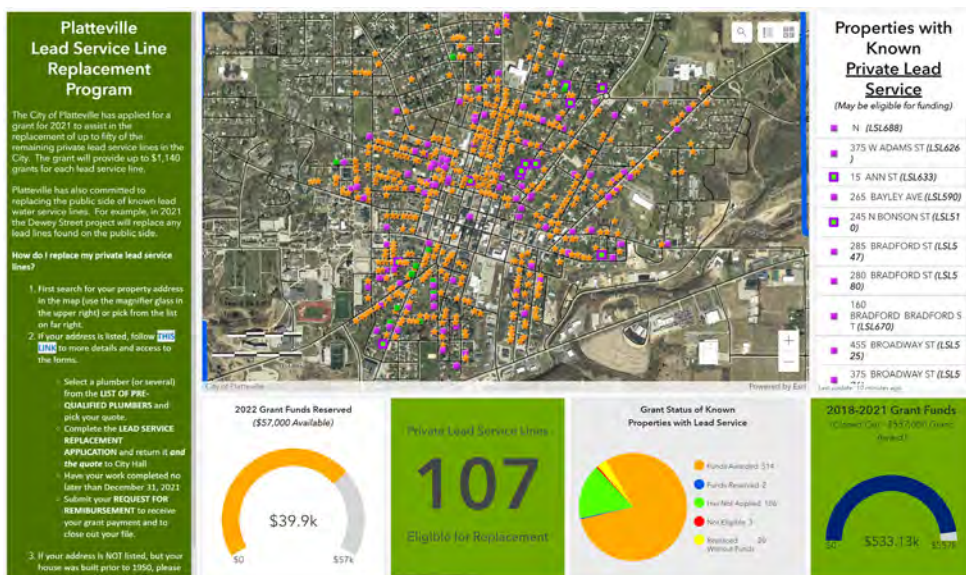 Platteville
Lead Service Line
Replacement
Program
The City of Platteville has applied for a
grant for 2021 to assist in the
replacement of up to fifty of the
remaining private lead service lines in the
City. The grant will provide up to $1,140
grants for each lead service line.
Platteville has also committed to
replacing the public side of known lead
water service lines. For example, in 2021
the Dewey Street project will replace any
lead lines found on the public side.
How do I replace my private lead service
lines?
1. First search for your property address
in the map (use the magnifier glass in
the upper right) or pick from the list
on far right.
2. If your address is listed, follow THIS
LINK to more details and access to
the forms.
Select a plumber (or several)
from the LIST OF PRE-
QUALIFIED PLUMBERS and
pick your quote.
Complete the LEAD SERVICE
REPLACEMENT
APPLICATION and return it and
the quote to City Hall
Have your work completed no
later than December 31, 2021
Submit your REQUEST FOR
REIMBURSEMENT to receive
your grant payment and to
close out your file.
3. If your address is NOT listed, but your
house was built prior to 1950, please
City of Platteville
Powered by Esri
+
−
Properties with
Known
Private Lead
Service
(May be eligible for funding)
N (LSL688)
375 W ADAMS ST (LSL626
)
15 ANN ST (LSL633)
265 BAYLEY AVE (LSL590)
245 N BONSON ST (LSL51
0)
285 BRADFORD ST (LSL5
47)
280 BRADFORD ST (LSL5
80)
160
BRADFORD BRADFORD S
T (LSL670)
455 BROADWAY ST (LSL5
25)
375 BROADWAY ST (LSL5
Last update: 10 minutes ago
2022 Grant Funds Reserved
($57,000 Available)
$39.9k
$0
$57k
Private Lead Service Lines
107
Eligible for Replacement
Grant Status of Known
Properties with Lead Service
Funds Awarded 514
Funds Reserved 2
Has Not Applied 106
Not Eligible 3
Replaced 20
Without Funds
2018-2021 Grant Funds
(Closed Out - $557,000 Grant
$533.13k
$0
$557k